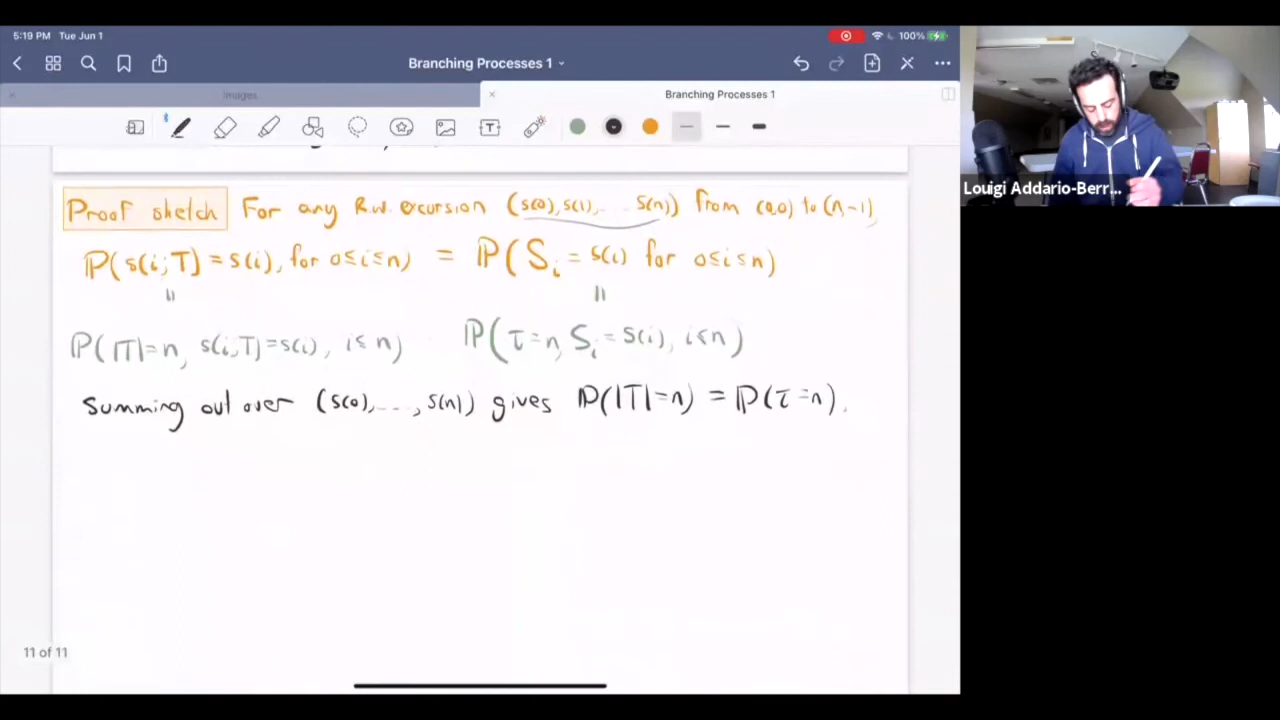 5:19 PM Tue Jun 1
100%
Branching Processes 1
Images
Branching Processes 1
Proof sketch For any R.W. excursion (s(0), s(1), ... s(n)) from (0,0) to (n,-1)
ℙ(s(i;T) = s(i), for 0≤i≤n) = ℙ(S_i = s(i) for 0≤i≤n)
ℙ(|T|=n, s(i;T)=s(i), i≤n) ℙ(τ=n, S_i = s(i), i≤n)
Summing out over (s(0), ..., s(n)) gives ℙ(|T|=n) = ℙ(τ=n).
11 of 11
Louigi Addario-Berr...